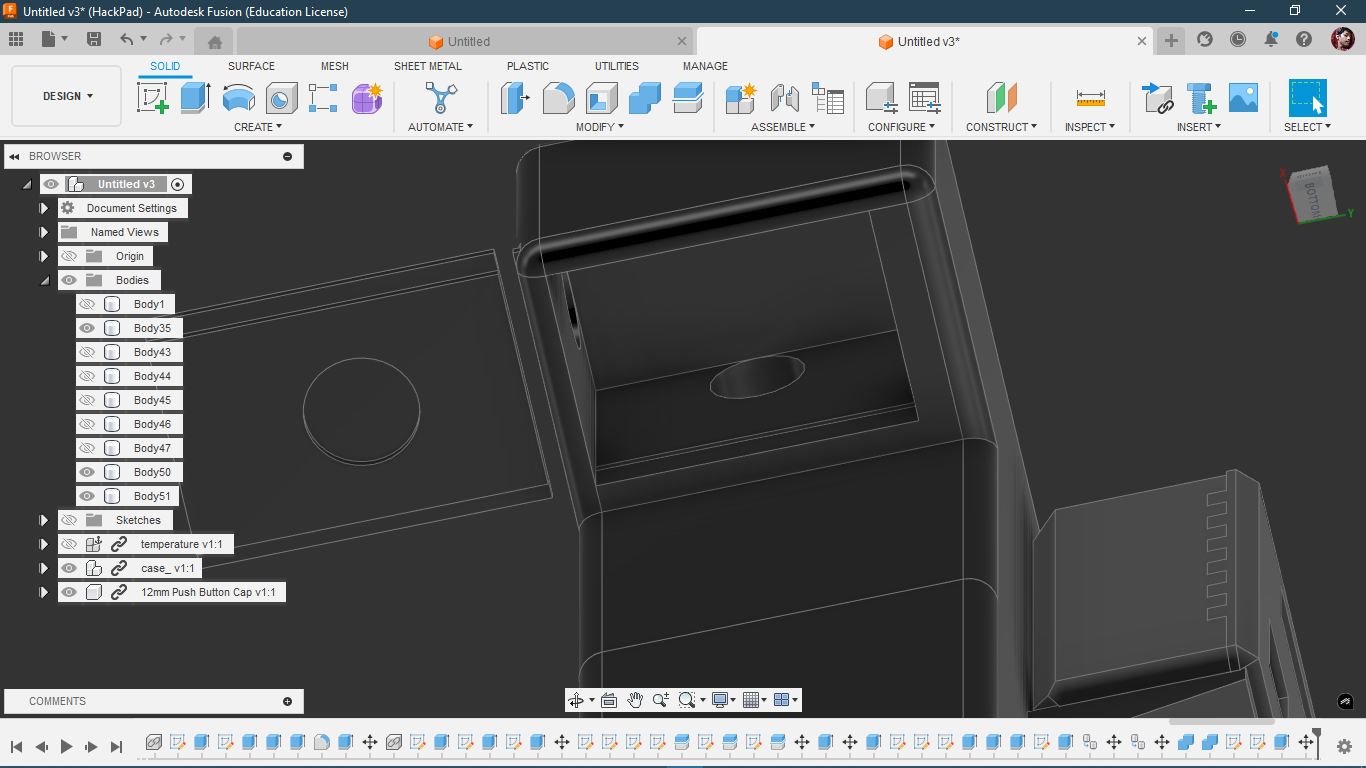 Untitled v3* (HackPad) - Autodesk Fusion (Education License)
Untitled
Untitled v3*
SOLID SURFACE MESH SHEET METAL PLASTIC UTILITIES MANAGE
DESIGN
CREATE AUTOMATE MODIFY ASSEMBLE CONFIGURE CONSTRUCT INSPECT INSERT SELECT
BROWSER
Untitled v3
Document Settings
Named Views
Origin
Bodies
Body1
Body35
Body43
Body44
Body45
Body46
Body47
Body50
Body51
Sketches
temperature v1:1
case_ v1:1
12mm Push Button Cap v1:1
X
BOTTOM
Y
COMMENTS